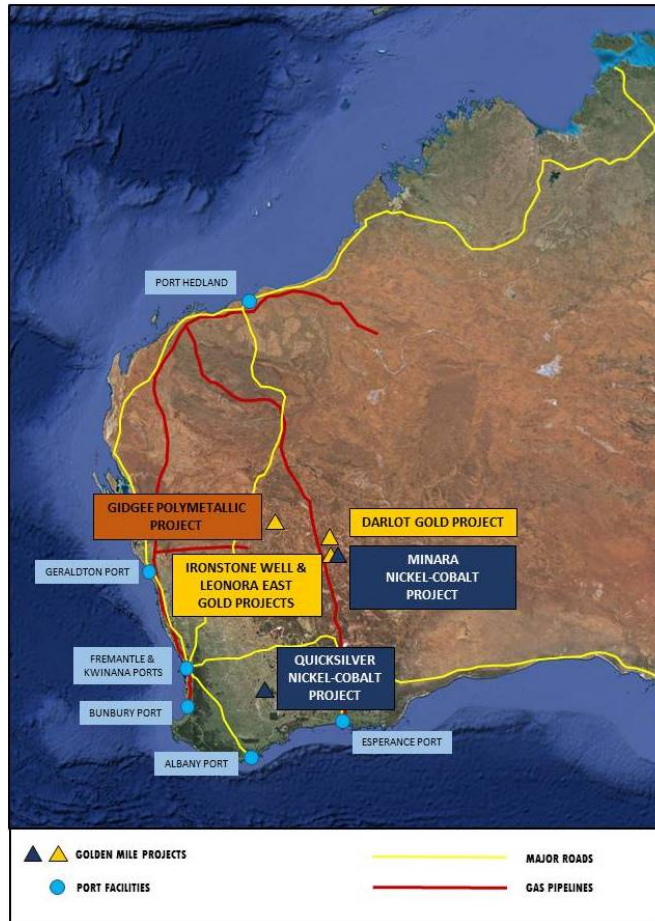 PORT HEDLAND
GIDGEE POLYMETALLIC
PROJECT
DARLOT GOLD PROJECT
IRONSTONE WELL &
LEONORA EAST
GOLD PROJECTS
MINARA
NICKEL-COBALT
PROJECT
GERALDTON PORT
FREMANTLE &
KWINANA PORTS
QUICKSILVER
NICKEL-COBALT
PROJECT
BUNBURY PORT
ESPERANCE PORT
ALBANY PORT
GOLDEN MILE PROJECTS
MAJOR ROADS
PORT FACILITIES
GAS PIPELINES